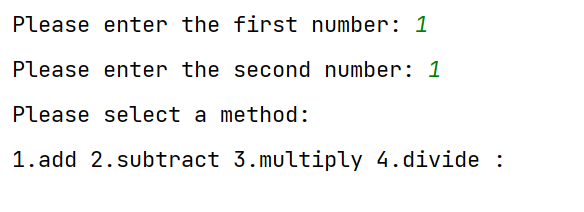 Please enter the first number: 1
Please enter the second number: 1
Please select a method:
1.add 2.subtract 3.multiply 4.divide :